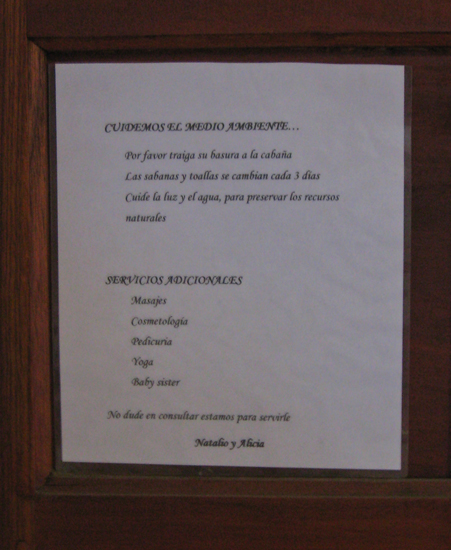 CUIDEMOS EL MEDIO AMBIENTE...
Por favor traiga su basura a la cabaña
Las sabanas y toallas se cambian cada 3 días
Cuide la luz y el agua, para preservar los recursos
naturales
SERVICIOS ADICIONALES
Masajes
Cosmetología
Pedicuria
Yoga
Baby sister
No dude en consultar estamos para servirle
Natalio y Alicia